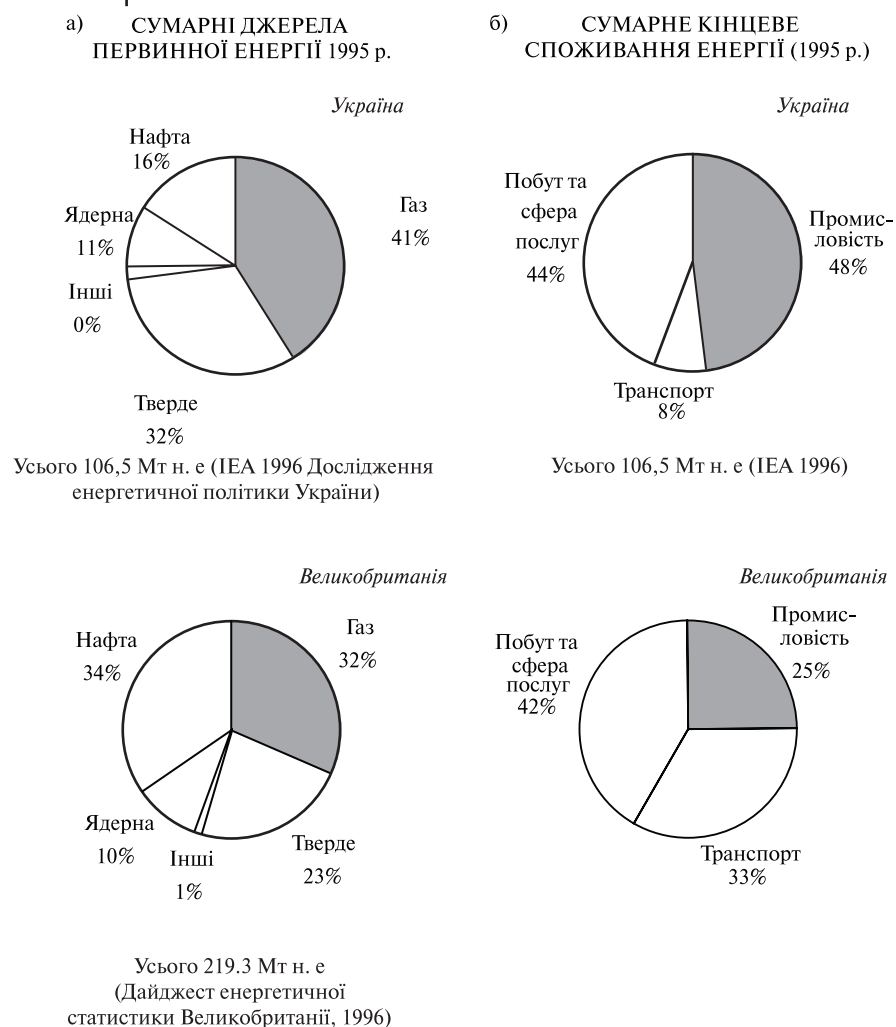 а)
СУМАРНІ ДЖЕРЕЛА
ПЕРВИННОЇ ЕНЕРГІЇ 1995 р.
Україна
Нафта
16%
Газ
41%
Ядерна
11%
Інші
0%
Тверде
32%
Усього 106,5 Мт н. е (IEA 1996 Дослідження
енергетичної політики України)
б)
СУМАРНЕ КІНЦЕВЕ
СПОЖИВАННЯ ЕНЕРГІЇ (1995 р.)
Україна
Побут та
сфера
послуг
44%
Промис-
ловість
48%
Транспорт
8%
Усього 106,5 Мт н. е (IEA 1996)
Великобританія
Нафта
34%
Газ
32%
Ядерна
10%
Інші
1%
Тверде
23%
Усього 219.3 Мт н. е
(Дайджест енергетичної
статистики Великобританії, 1996)
Великобританія
Побут та
сфера
послуг
42%
Промис-
ловість
25%
Транспорт
33%